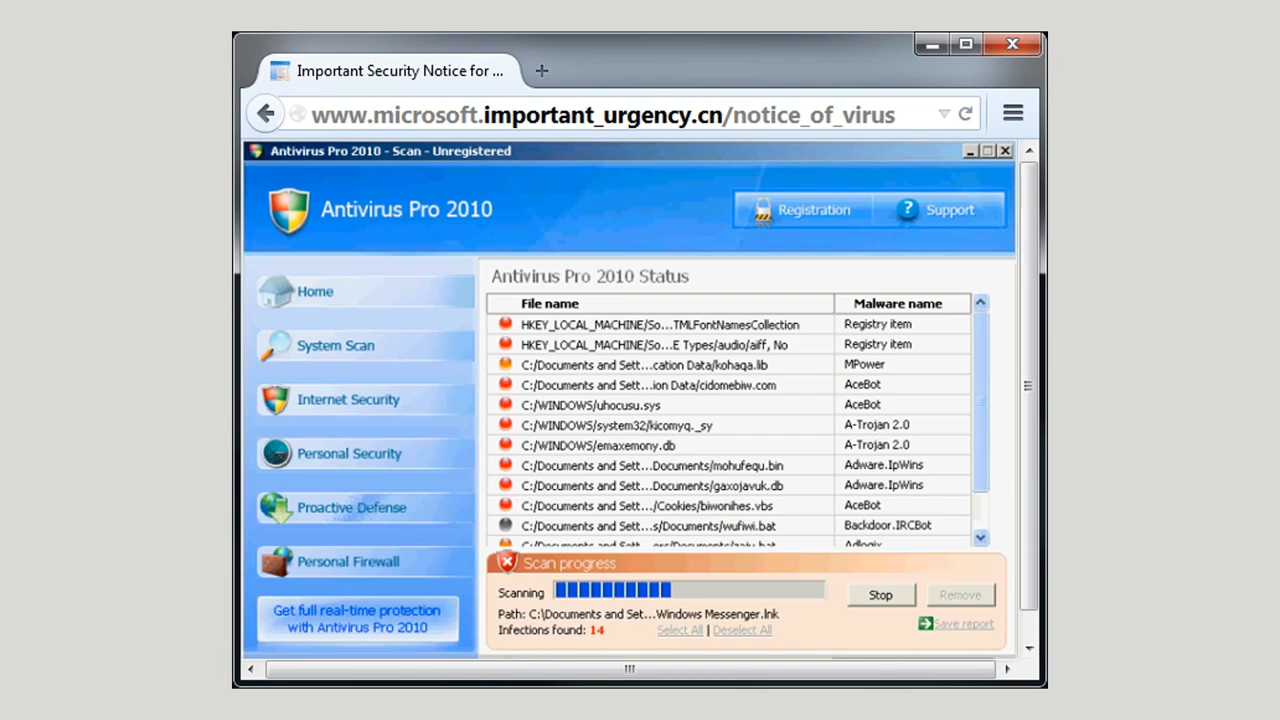 Important Security Notice for ...
www.microsoft.important_urgency.cn/notice_of_virus
Antivirus Pro 2010 - Scan - Unregistered
Antivirus Pro 2010
Registration
Support
Home
System Scan
Internet Security
Personal Security
Proactive Defense
Personal Firewall
Get full real-time protection
with Antivirus Pro 2010
Antivirus Pro 2010 Status
File name Malware name
HKEY_LOCAL_MACHINE/So...TMLFontNamesCollection Registry item
HKEY_LOCAL_MACHINE/So...E Types/audio/aiff, No Registry item
C:/Documents and Sett...cation Data/kohaqa.lib MPower
C:/Documents and Sett...ion Data/cidomebiw.com AceBot
C:/WINDOWS/uhocusu.sys AceBot
C:/WINDOWS/system32/kicomyq._sy A-Trojan 2.0
C:/WINDOWS/emaxemony.db A-Trojan 2.0
C:/Documents and Sett...Documents/mohufequ.bin Adware.IpWins
C:/Documents and Sett...Documents/gaxojavuk.db Adware.IpWins
C:/Documents and Sett.../Cookies/biwonihes.vbs AceBot
C:/Documents and Sett...s/Documents/wufiwi.bat Backdoor.IRCBot
Scan progress
Scanning
Stop
Remove
Path: C:\Documents and Set...Windows Messenger.lnk
Infections found: 14
Select All | Deselect All
Save report